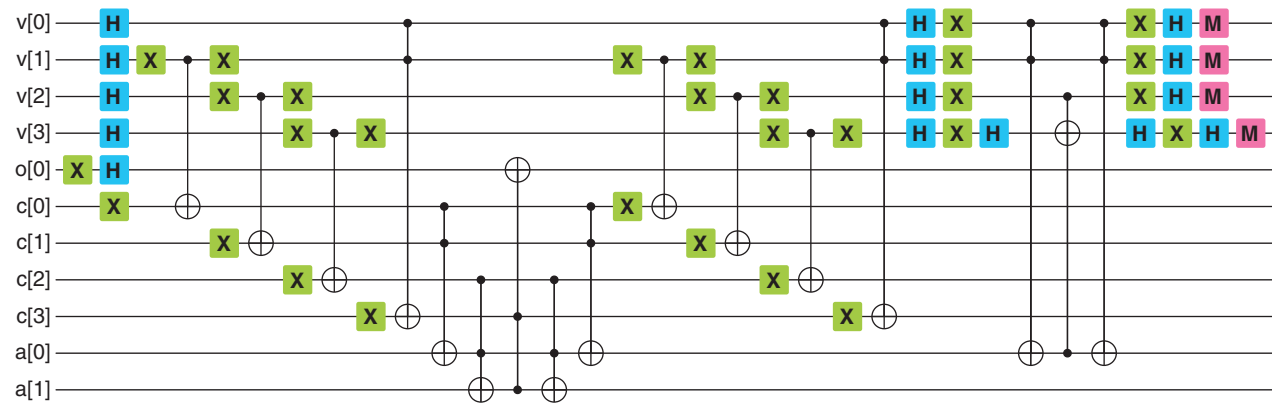 v[0] H H X X H M
v[1] H X X X X H X X H M
v[2] H X X X X H X X H M
v[3] H X X X X H X H H X H M
o[0] X H
c[0] X X
c[1] X X
c[2] X X
c[3] X X
a[0]
a[1]